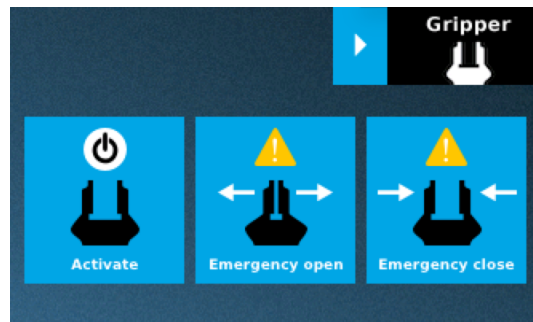 Gripper
Activate
Emergency open
Emergency close